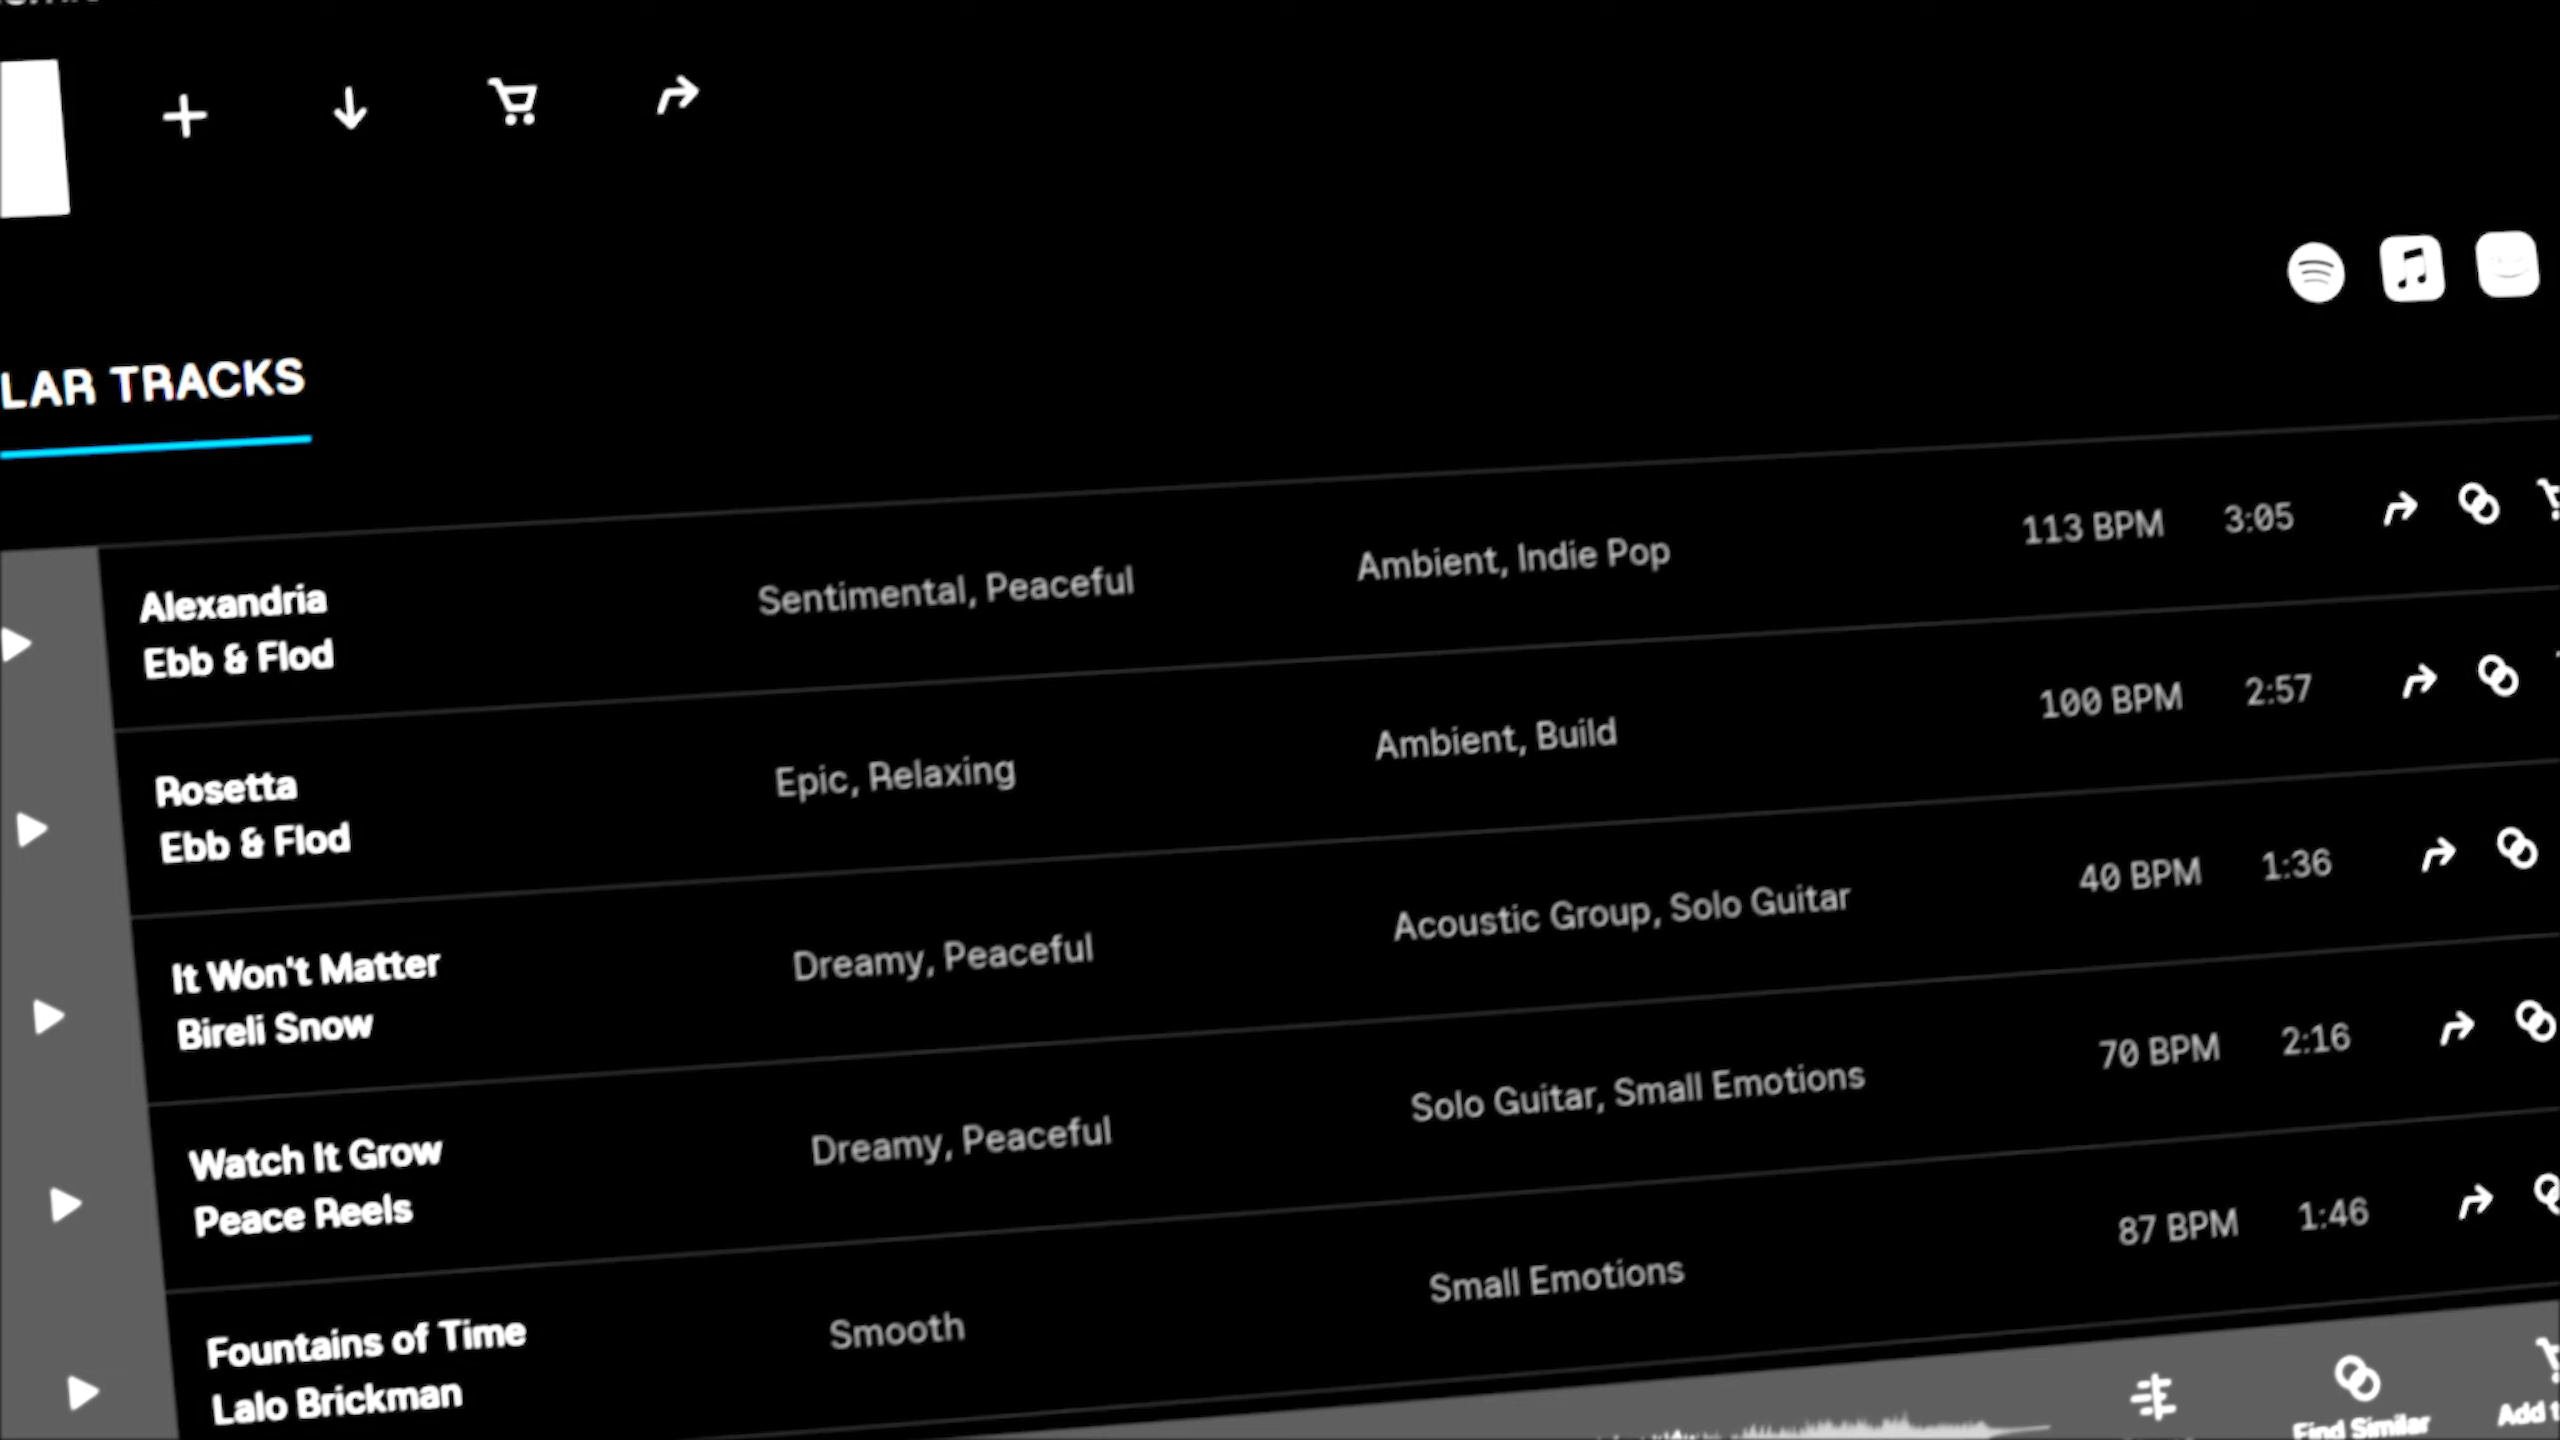 LAR TRACKS
Alexandria
Ebb & Flod
Sentimental, Peaceful
Ambient, Indie Pop
113 BPM
3:05
Rosetta
Ebb & Flod
Epic, Relaxing
Ambient, Build
100 BPM
2:57
It Won't Matter
Bireli Snow
Dreamy, Peaceful
Acoustic Group, Solo Guitar
40 BPM
1:36
Watch It Grow
Peace Reels
Dreamy, Peaceful
Solo Guitar, Small Emotions
70 BPM
2:16
Fountains of Time
Lalo Brickman
Smooth
Small Emotions
87 BPM
1:46
Find Similar
Add